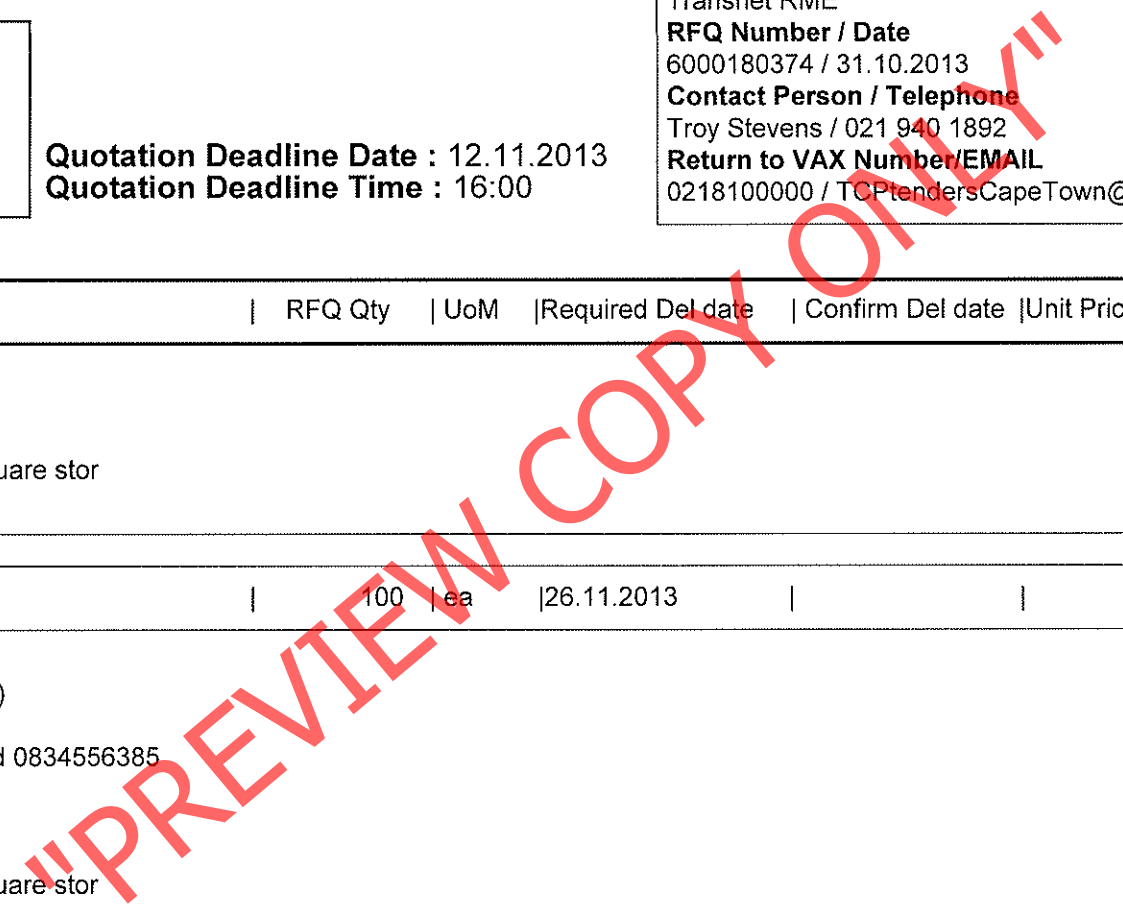 Transnet RME
RFQ Number / Date
6000180374 / 31.10.2013
Contact Person / Telephone
Troy Stevens / 021 940 1892
Return to VAX Number/EMAIL
0218100000 / TCPtendersCapeTown@
Quotation Deadline Date : 12.11.2013
Quotation Deadline Time : 16:00
| RFQ Qty | UoM |Required Del date | Confirm Del date |Unit Pric
uare stor
| 100 | ea |26.11.2013 | |
)
d 0834556385
uare stor
"PREVIEW COPY ONLY"